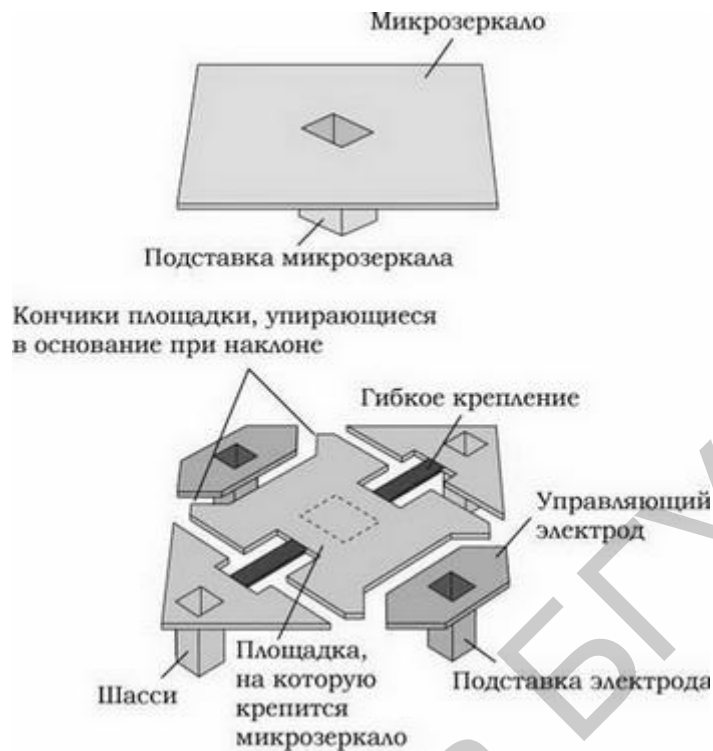 Микрозеркало
Подставка микрозеркала
Кончики площадки, упирающиеся
в основание при наклоне
Гибкое крепление
Управляющий
электрод
Площадка,
на которую
крепится
микрозеркало
Шасси
Подставка электрода
БГУ